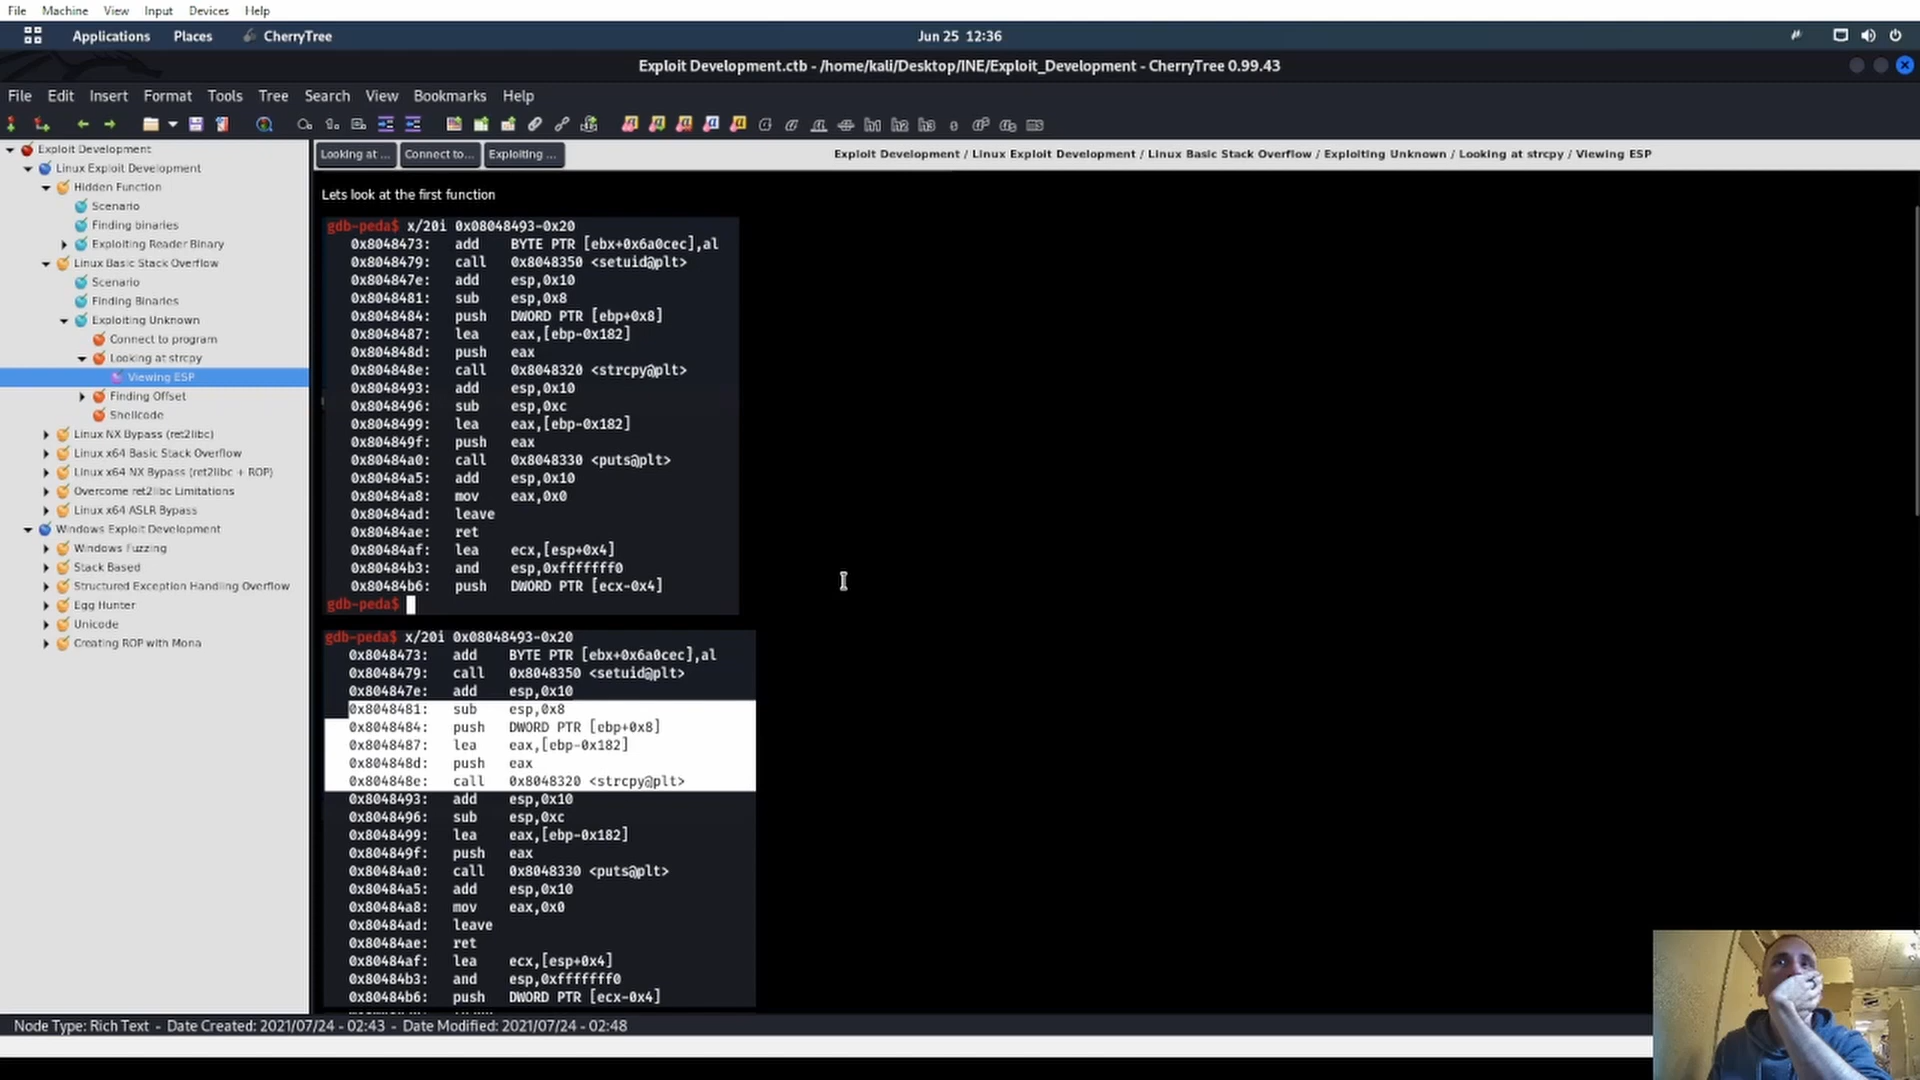 File Machine View Input Devices Help
Applications Places CherryTree Jun 25 12:36
Exploit Development.ctb - /home/kali/Desktop/INE/Exploit_Development - CherryTree 0.99.43
File Edit Insert Format Tools Tree Search View Bookmarks Help
Exploit Development
Linux Exploit Development
Hidden Function
Scenario
Finding binaries
Exploiting Reader Binary
Linux Basic Stack Overflow
Scenario
Finding Binaries
Exploiting Unknown
Connect to program
Looking at strcpy
Viewing ESP
Finding Offset
Shellcode
Linux NX Bypass (ret2libc)
Linux x64 Basic Stack Overflow
Linux x64 NX Bypass (ret2libc + ROP)
Overcome ret2libc Limitations
Linux x64 ASLR Bypass
Windows Exploit Development
Windows Fuzzing
Stack Based
Structured Exception Handling Overflow
Egg Hunter
Unicode
Creating ROP with Mona
Looking at ... Connect to... Exploiting ... Exploit Development / Linux Exploit Development / Linux Basic Stack Overflow / Exploiting Unknown / Looking at strcpy / Viewing ESP
Lets look at the first function
gdb-peda$ x/20i 0x08048493-0x20
0x8048473: add BYTE PTR [ebx+0x6a0cec],al
0x8048479: call 0x8048350 <setuid@plt>
0x804847e: add esp,0x10
0x8048481: sub esp,0x8
0x8048484: push DWORD PTR [ebp+0x8]
0x8048487: lea eax,[ebp-0x182]
0x804848d: push eax
0x804848e: call 0x8048320 <strcpy@plt>
0x8048493: add esp,0x10
0x8048496: sub esp,0xc
0x8048499: lea eax,[ebp-0x182]
0x804849f: push eax
0x80484a0: call 0x8048330 <puts@plt>
0x80484a5: add esp,0x10
0x80484a8: mov eax,0x0
0x80484ad: leave
0x80484ae: ret
0x80484af: lea ecx,[esp+0x4]
0x80484b3: and esp,0xfffffff0
0x80484b6: push DWORD PTR [ecx-0x4]
gdb-peda$
gdb-peda$ x/20i 0x08048493-0x20
0x8048473: add BYTE PTR [ebx+0x6a0cec],al
0x8048479: call 0x8048350 <setuid@plt>
0x804847e: add esp,0x10
0x8048481: sub esp,0x8
0x8048484: push DWORD PTR [ebp+0x8]
0x8048487: lea eax,[ebp-0x182]
0x804848d: push eax
0x804848e: call 0x8048320 <strcpy@plt>
0x8048493: add esp,0x10
0x8048496: sub esp,0xc
0x8048499: lea eax,[ebp-0x182]
0x804849f: push eax
0x80484a0: call 0x8048330 <puts@plt>
0x80484a5: add esp,0x10
0x80484a8: mov eax,0x0
0x80484ad: leave
0x80484ae: ret
0x80484af: lea ecx,[esp+0x4]
0x80484b3: and esp,0xfffffff0
0x80484b6: push DWORD PTR [ecx-0x4]
Node Type: Rich Text - Date Created: 2021/07/24 - 02:43 - Date Modified: 2021/07/24 - 02:48